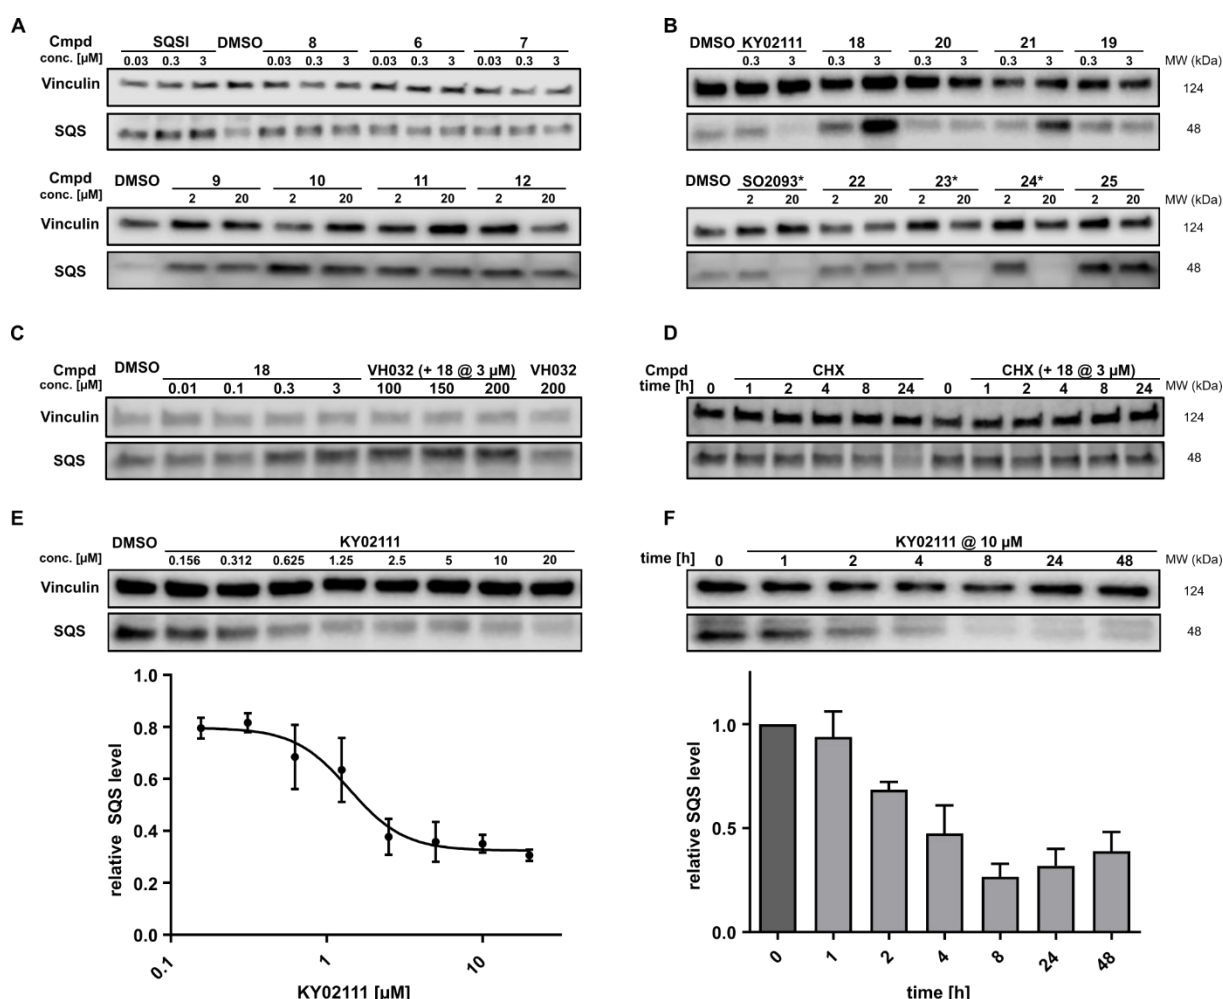 A
Cmpd SQSI DMSO 8 6 7
conc. [µM] 0.03 0.3 3 0.03 0.3 3 0.03 0.3 3 0.03 0.3 3
Vinculin
SQS
Cmpd DMSO 9 10 11 12
conc. [µM] 2 20 2 20 2 20 2 20
Vinculin
SQS
B
DMSO KY02111 18 20 21 19
0.3 3 0.3 3 0.3 3 0.3 3 0.3 3 MW (kDa)
124
48
DMSO SO2093* 22 23* 24* 25
2 20 2 20 2 20 2 20 2 20 MW (kDa)
124
48
C
Cmpd DMSO 18 VH032 (+ 18 @ 3 µM) VH032
conc. [µM] 0.01 0.1 0.3 3 100 150 200 200
Vinculin
SQS
D
Cmpd CHX CHX (+ 18 @ 3 µM)
time [h] 0 1 2 4 8 24 0 1 2 4 8 24 MW (kDa)
124
48
E
DMSO KY02111
conc. [µM] 0.156 0.312 0.625 1.25 2.5 5 10 20
Vinculin
SQS
relative SQS level
1.0
0.8
0.6
0.4
0.2
0.0
0.1 1 10
KY02111 [µM]
F
KY02111 @ 10 µM
time [h] 0 1 2 4 8 24 48 MW (kDa)
124
48
relative SQS level
1.0
0.5
0.0
0 1 2 4 8 24 48
time [h]